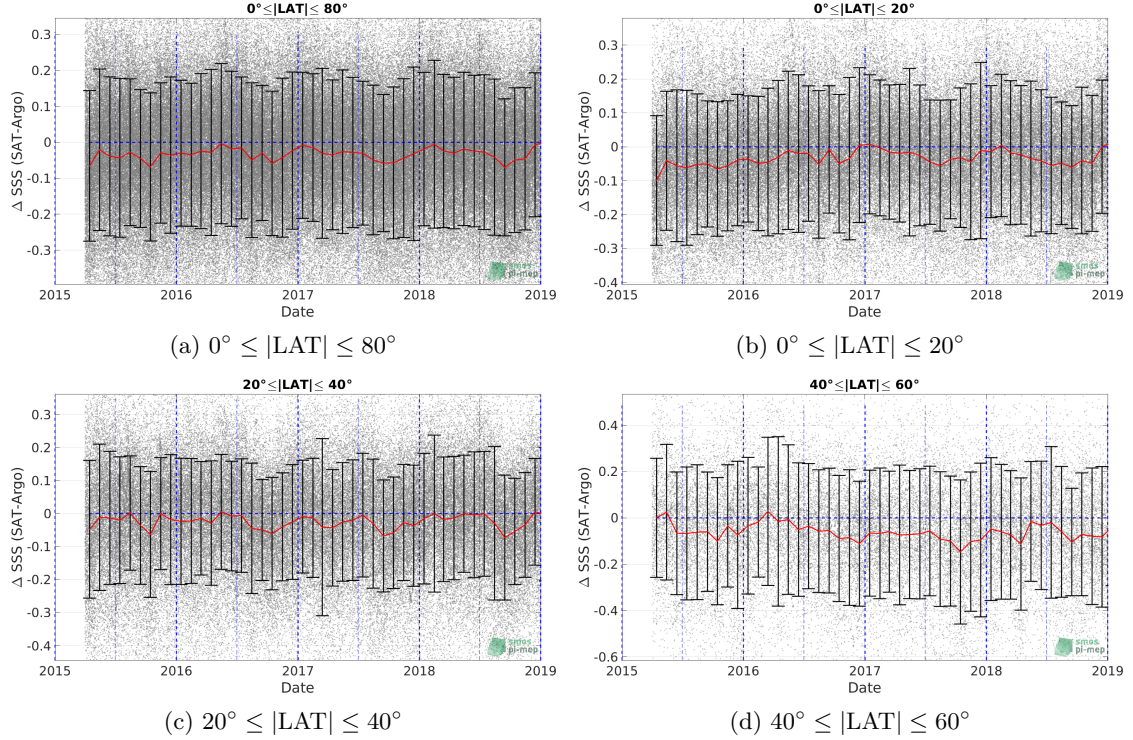 0°≤|LAT|≤ 80°
0.3
0.2
0.1
0
-0.1
-0.2
-0.3
Δ SSS (SAT-Argo)
2015 2016 2017 2018 2019
Date
smos
pi-mep
(a) 0° ≤ |LAT| ≤ 80°
0°≤|LAT|≤ 20°
0.3
0.2
0.1
0
-0.1
-0.2
-0.3
-0.4
Δ SSS (SAT-Argo)
2015 2016 2017 2018 2019
Date
smos
pi-mep
(b) 0° ≤ |LAT| ≤ 20°
20°≤|LAT|≤ 40°
0.3
0.2
0.1
0
-0.1
-0.2
-0.3
-0.4
Δ SSS (SAT-Argo)
2015 2016 2017 2018 2019
Date
smos
pi-mep
(c) 20° ≤ |LAT| ≤ 40°
40°≤|LAT|≤ 60°
0.4
0.2
0
-0.2
-0.4
-0.6
Δ SSS (SAT-Argo)
2015 2016 2017 2018 2019
Date
smos
pi-mep
(d) 40° ≤ |LAT| ≤ 60°